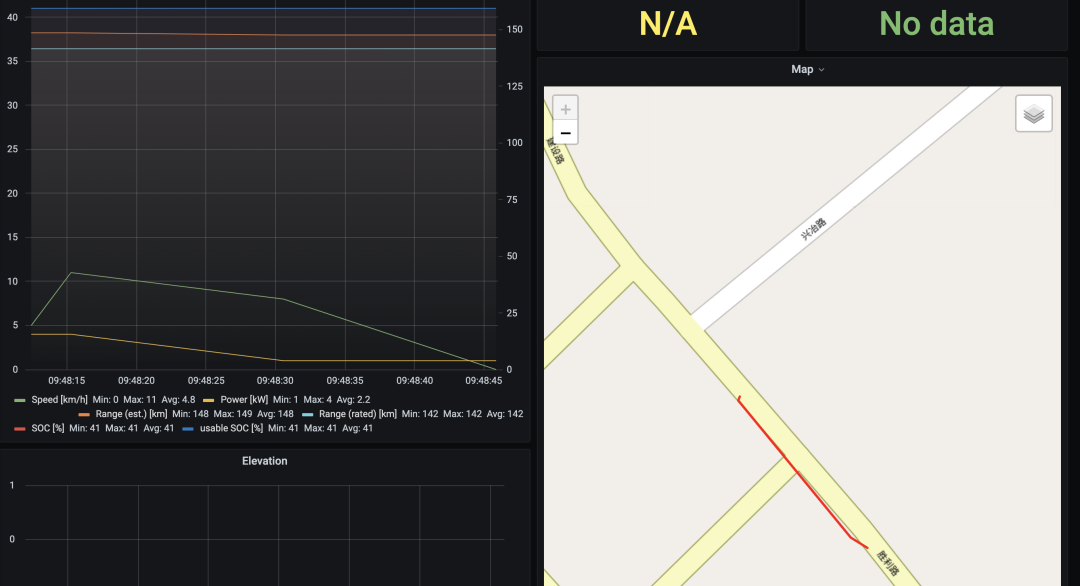 40
35
30
25
20
15
10
5
0
150
125
100
75
50
25
0
09:48:15 09:48:20 09:48:25 09:48:30 09:48:35 09:48:40 09:48:45
Speed [km/h] Min: 0 Max: 11 Avg: 4.8 Power [kW] Min: 1 Max: 4 Avg: 2.2
Range (est.) [km] Min: 148 Max: 149 Avg: 148 Range (rated) [km] Min: 142 Max: 142 Avg: 142
SOC [%] Min: 41 Max: 41 Avg: 41 usable SOC [%] Min: 41 Max: 41 Avg: 41
Elevation
1
0
N/A
No data
Map
+
−
建设路
兴冶路
胜利路